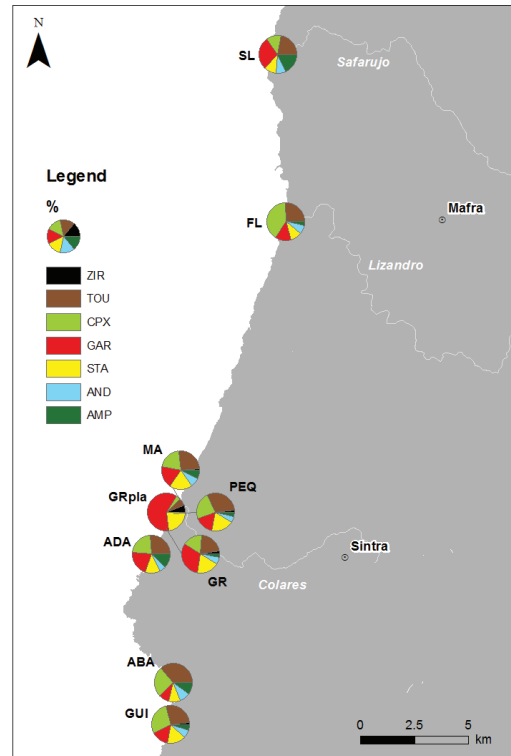 N
SL
Safarujo
Legend
%
FL
Mafra
ZIR
Lizandro
TOU
CPX
GAR
STA
AND
AMP
MA
GRpla
PEQ
ADA
Sintra
GR
Colares
ABA
GUI
0 2.5 5
km